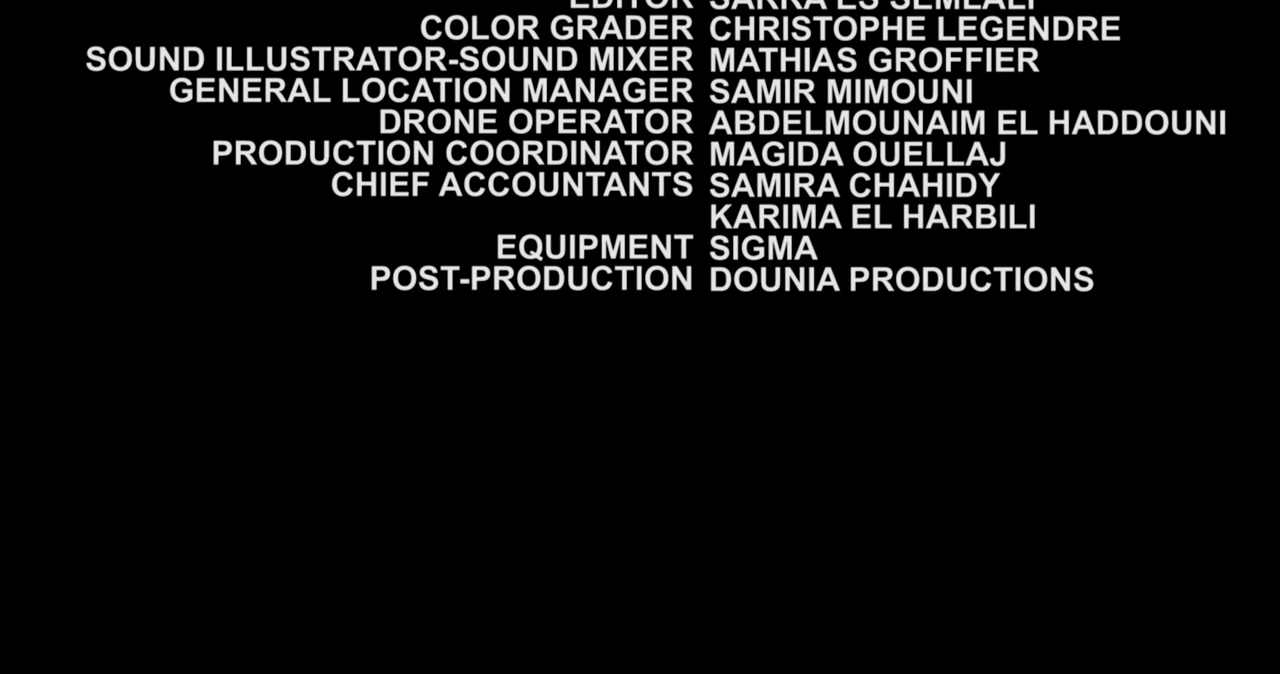 EDITOR SARRA ES SEMLALI
COLOR GRADER CHRISTOPHE LEGENDRE
SOUND ILLUSTRATOR-SOUND MIXER MATHIAS GROFFIER
GENERAL LOCATION MANAGER SAMIR MIMOUNI
DRONE OPERATOR ABDELMOUNAIM EL HADDOUNI
PRODUCTION COORDINATOR MAGIDA OUELLAJ
CHIEF ACCOUNTANTS SAMIRA CHAHIDY
KARIMA EL HARBILI
EQUIPMENT SIGMA
POST-PRODUCTION DOUNIA PRODUCTIONS